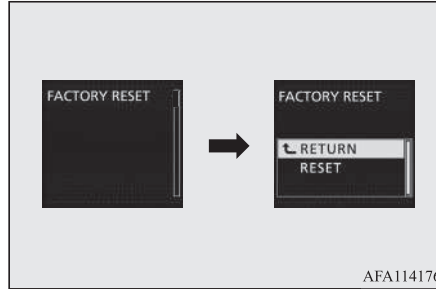 FACTORY RESET
FACTORY RESET
RETURN
RESET
AFA114176